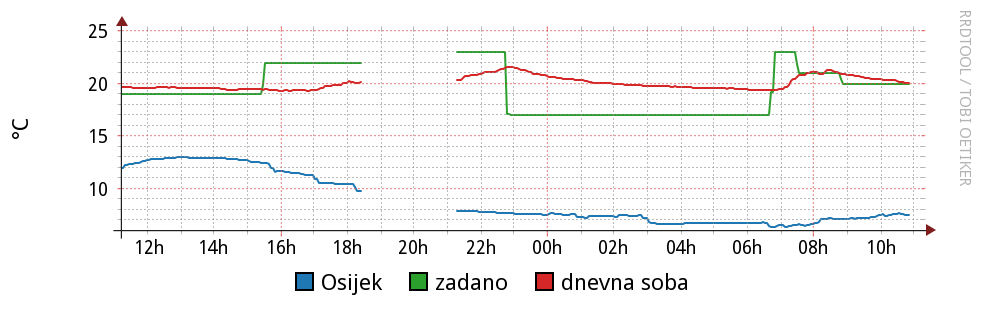 25
20
15
10
°C
12h 14h 16h 18h 20h 22h 00h 02h 04h 06h 08h 10h
Osijek zadano dnevna soba
RRDTOOL / TOBI OETIKER